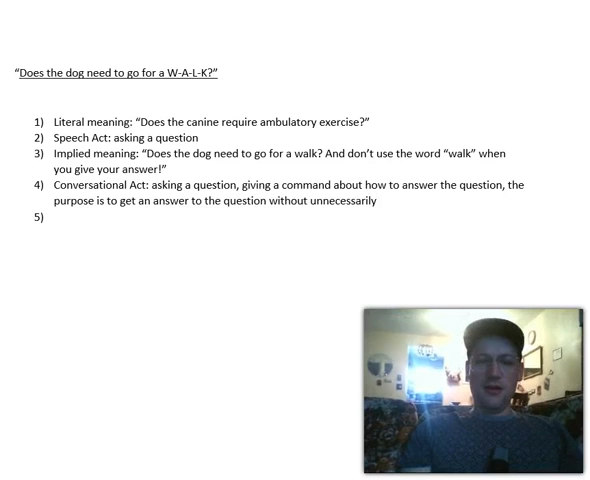 “Does the dog need to go for a W-A-L-K?”
1) Literal meaning: “Does the canine require ambulatory exercise?”
2) Speech Act: asking a question
3) Implied meaning: “Does the dog need to go for a walk? And don’t use the word “walk” when
you give your answer!”
4) Conversational Act: asking a question, giving a command about how to answer the question, the
purpose is to get an answer to the question without unnecessarily
5)